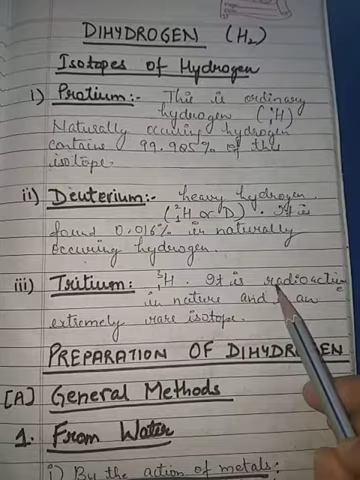 DIHYDROGEN (H₂)
Isotopes of Hydrogen
i) Protium:- This is ordinary
hydrogen (¹₁H)
Naturally occuring hydrogen
contains 99.985% of this
isotope.
ii) Deuterium:- heavy hydrogen
(²₁H or D). It is
found 0.016% in naturally
occuring hydrogen.
iii) Tritium: ³₁H. It is radioactive
in nature and an
extremely rare isotope.
PREPARATION OF DIHYDROGEN
[A] General Methods
1. From Water
i) By the action of metals: